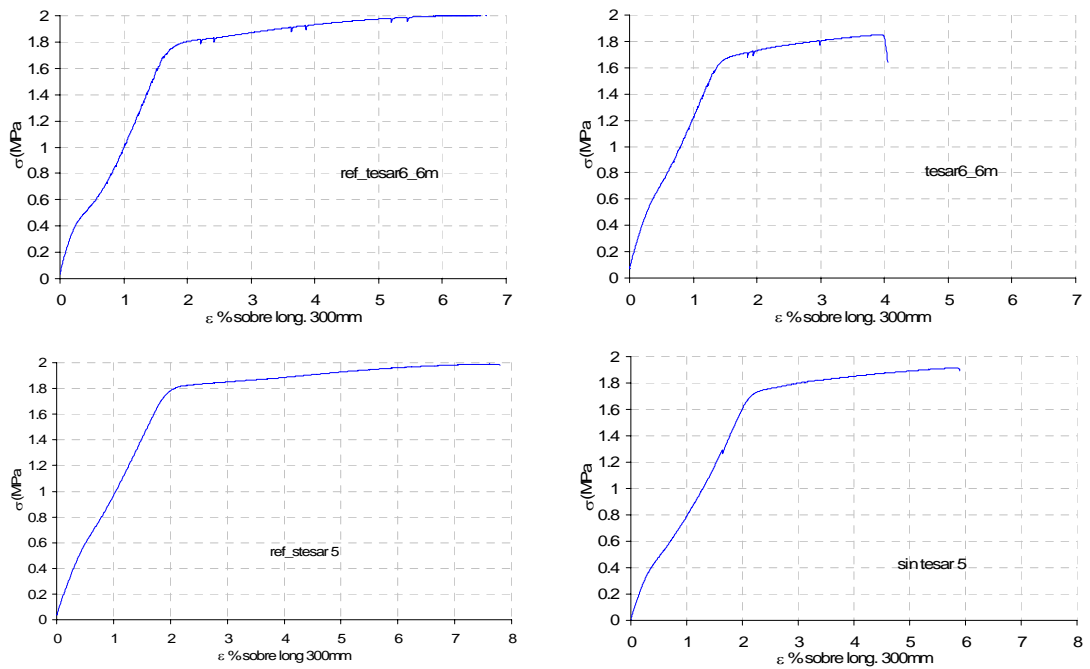 2
1.8
1.6
1.4
1.2
1
0.8
0.6
0.4
0.2
0
σ(MPa
ref_tesar6_6m
0 1 2 3 4 5 6 7
ε % sobre long. 300mm
2
1.8
1.6
1.4
1.2
1
0.8
0.6
0.4
0.2
0
σ(MPa
tesar6_6m
0 1 2 3 4 5 6 7
ε % sobre long. 300mm
2
1.8
1.6
1.4
1.2
1
0.8
0.6
0.4
0.2
0
σ(MPa
ref_stesar 5
0 1 2 3 4 5 6 7 8
ε % sobre long 300mm
2
1.8
1.6
1.4
1.2
1
0.8
0.6
0.4
0.2
0
σ(MPa
sin tesar 5
0 1 2 3 4 5 6 7 8
ε % sobre long. 300mm